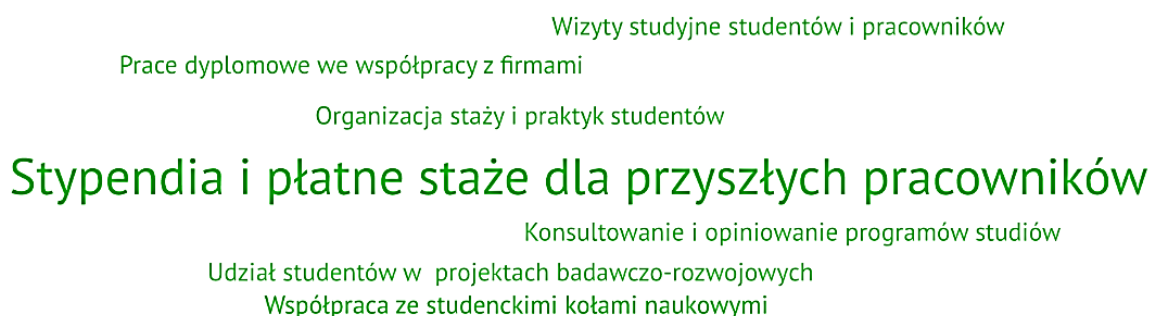 Wizyty studyjne studentów i pracowników
Prace dyplomowe we współpracy z firmami
Organizacja staży i praktyk studentów
Stypendia i płatne staże dla przyszłych pracowników
Konsultowanie i opiniowanie programów studiów
Udział studentów w projektach badawczo-rozwojowych
Współpraca ze studenckimi kołami naukowymi